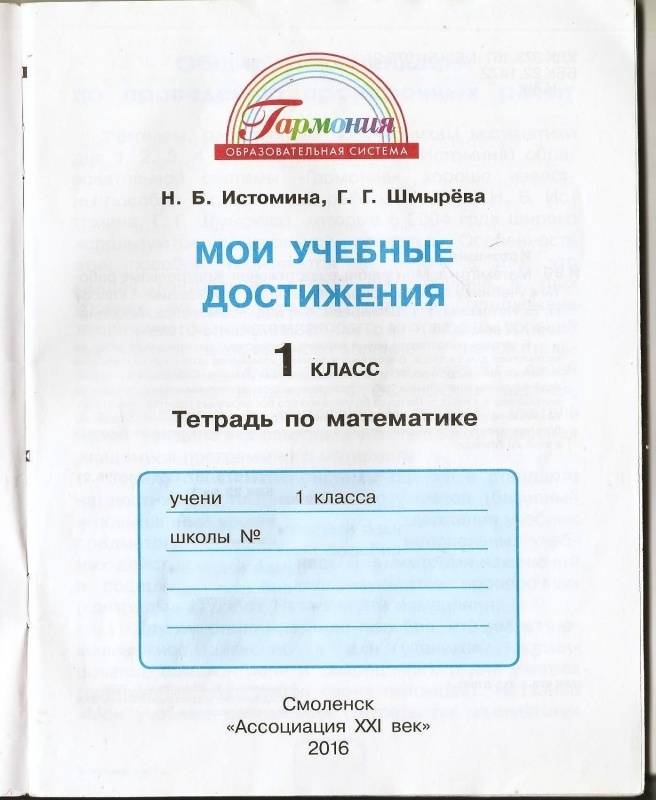 Гармония
ОБРАЗОВАТЕЛЬНАЯ СИСТЕМА
Н. Б. Истомина, Г. Г. Шмырёва
МОИ УЧЕБНЫЕ
ДОСТИЖЕНИЯ
1 КЛАСС
Тетрадь по математике
учени 1 класса
школы №
Смоленск
«Ассоциация XXI век»
2016